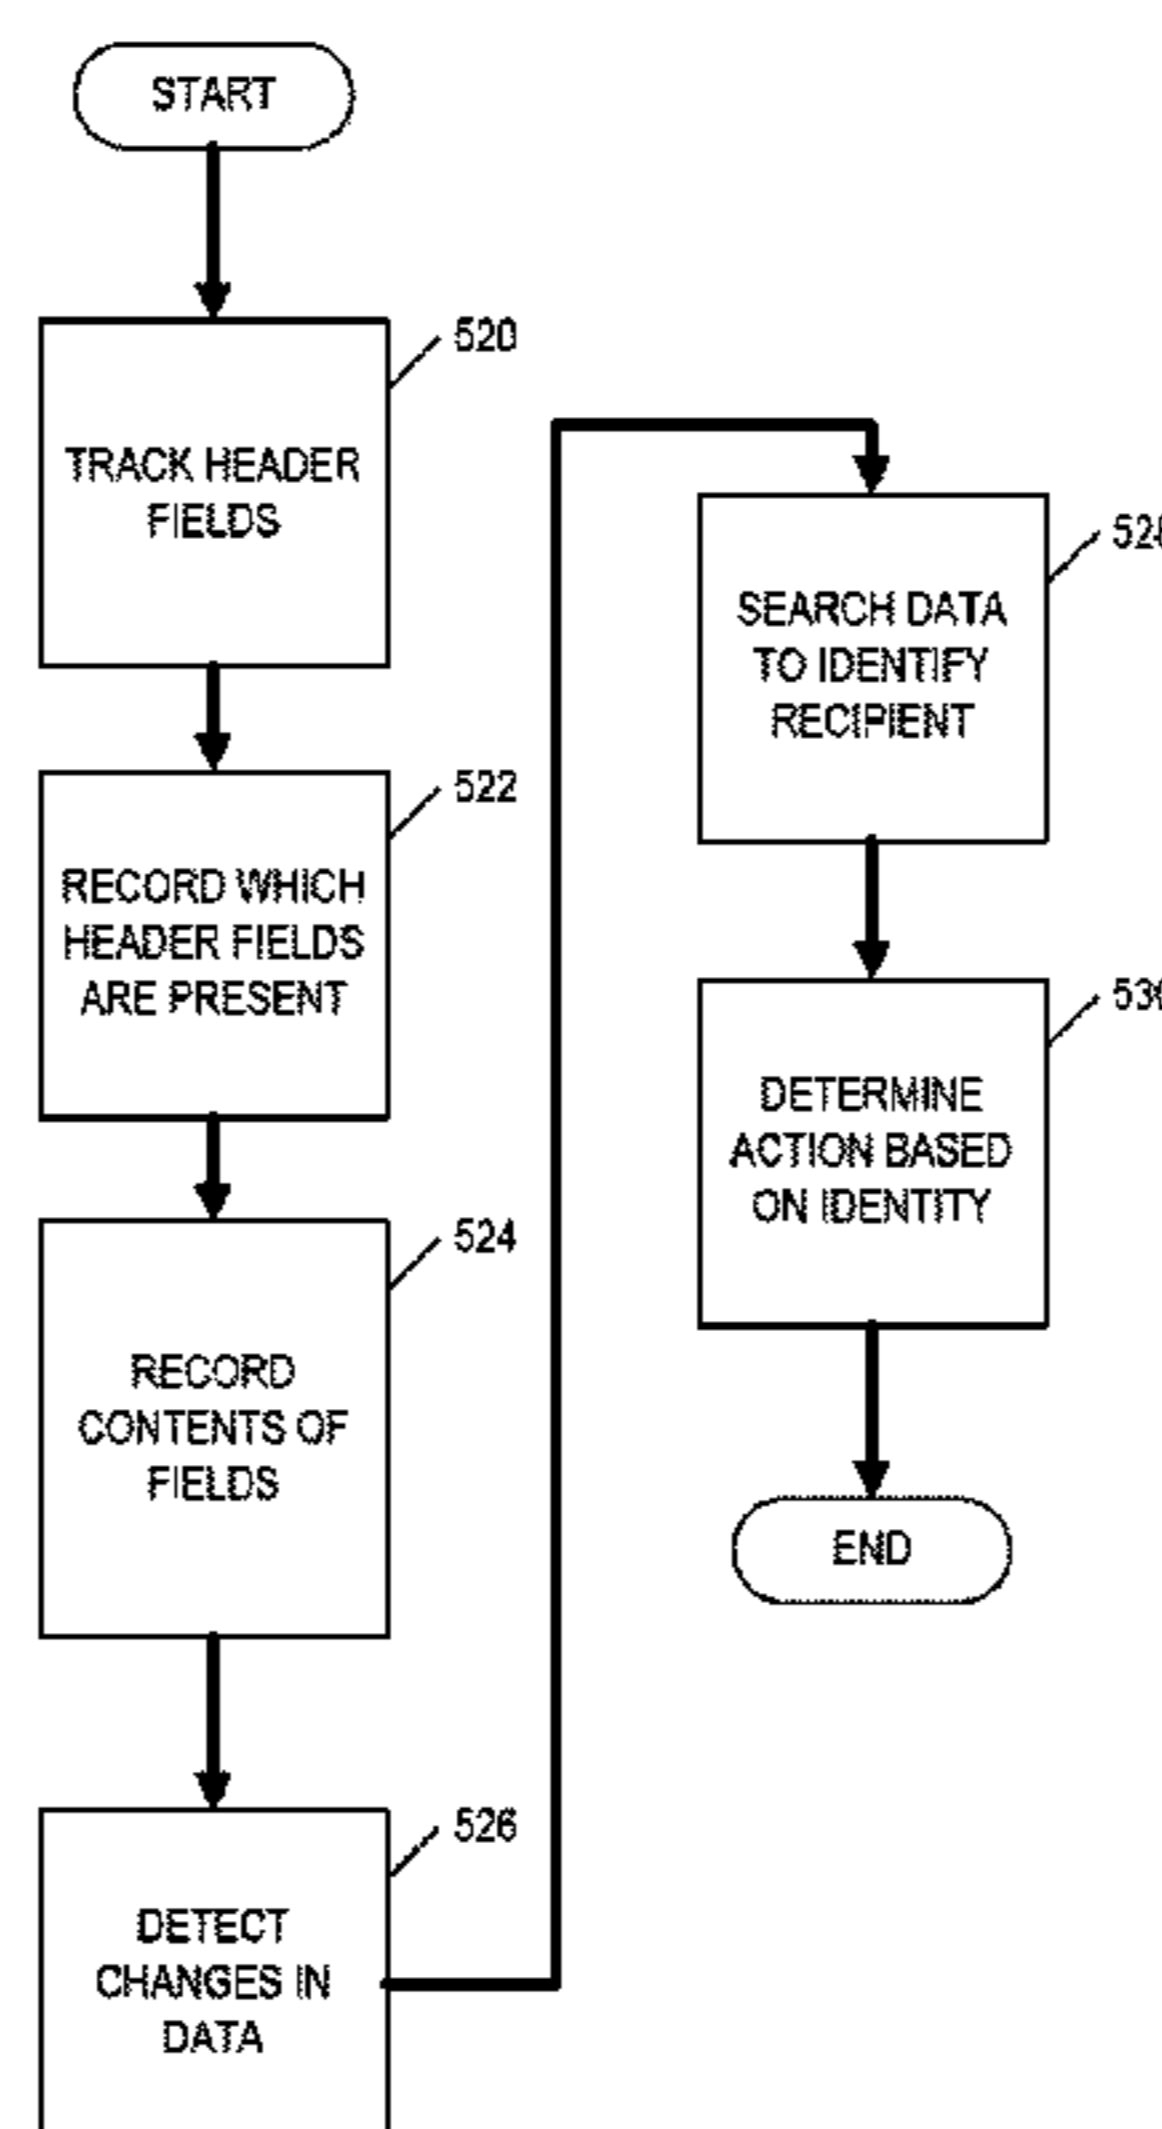 START
520
TRACK HEADER
FIELDS
522
RECORD WHICH
HEADER FIELDS
ARE PRESENT
524
RECORD
CONTENTS OF
FIELDS
526
DETECT
CHANGES IN
DATA
SEARCH DATA
TO IDENTIFY
RECIPIENT
DETERMINE
ACTION BASED
ON IDENTITY
END